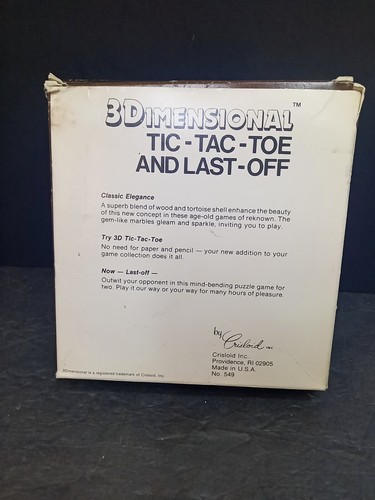 3DIMENSIONAL™
TIC-TAC-TOE
AND LAST-OFF
Classic Elegance
A superb blend of wood and tortoise shell enhance the beauty
of this new concept in these age-old games of reknown. The
gem-like marbles gleam and sparkle, inviting you to play.
Try 3D Tic-Tac-Toe
No need for paper and pencil — your new addition to your
game collection does it all.
Now — Last-off —
Outwit your opponent in this mind-bending puzzle game for
two. Play it our way or your way for many hours of pleasure.
by Crisloid INC.
Crisloid Inc.
Providence, RI 02905
Made in U.S.A.
No. 549
3Dimensional is a registered trademark of Crisloid, Inc.